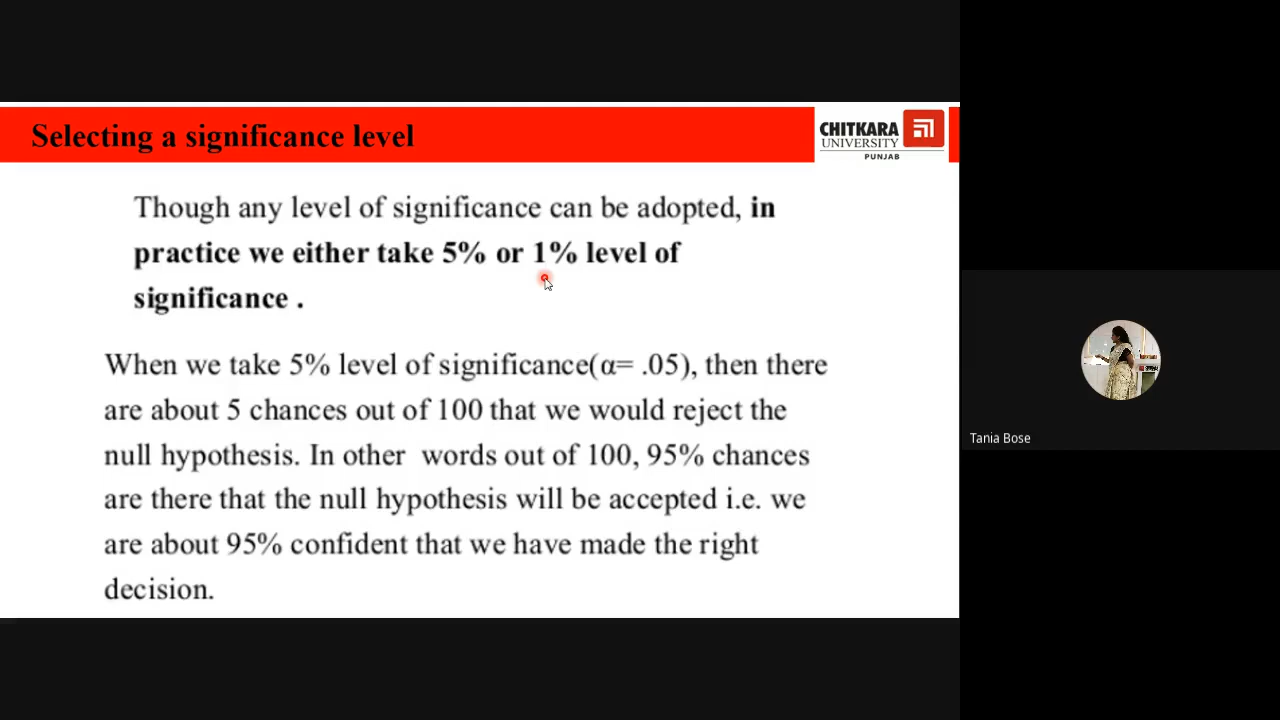 Selecting a significance level
CHITKARA
UNIVERSITY
PUNJAB
Though any level of significance can be adopted, in
practice we either take 5% or 1% level of
significance .
When we take 5% level of significance(α= .05), then there
are about 5 chances out of 100 that we would reject the
null hypothesis. In other words out of 100, 95% chances
are there that the null hypothesis will be accepted i.e. we
are about 95% confident that we have made the right
decision.
Tania Bose